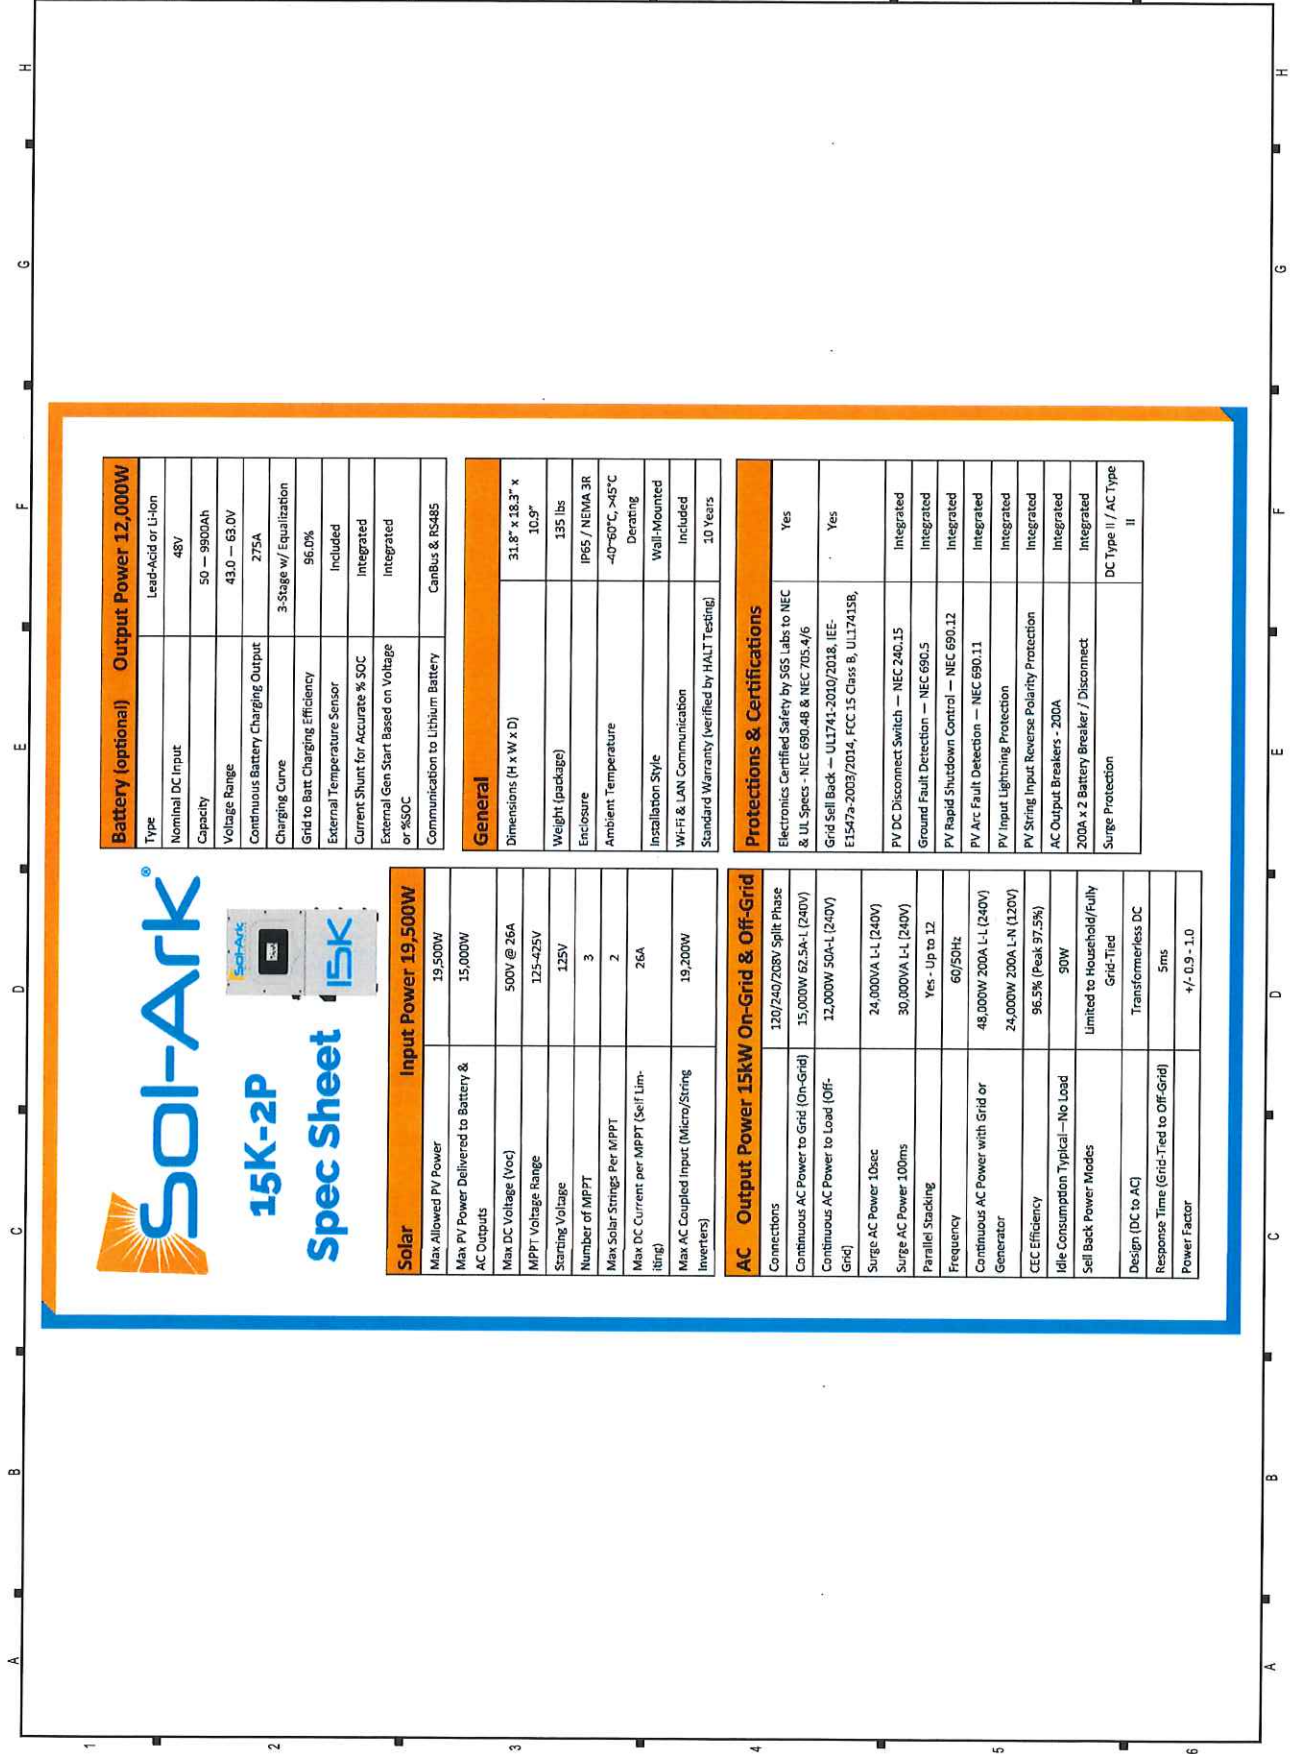 A B C D E F G H
1
2
3
4
5
6
Sol-Ark®
15K-2P
Spec Sheet
Sol-Ark
15K
Solar Input Power 19,500W
Max Allowed PV Power 19,500W
Max PV Power Delivered to Battery & 15,000W
AC Outputs
Max DC Voltage (Voc) 500V @ 26A
MPPT Voltage Range 125-425V
Starting Voltage 125V
Number of MPPT 3
Max Solar Strings Per MPPT 2
Max DC Current per MPPT (Self Lim- 26A
iting)
Max AC Coupled Input (Micro/String 19,200W
Inverters)
AC Output Power 15kW On-Grid & Off-Grid
Connections 120/240/208V Split Phase
Continuous AC Power to Grid (On-Grid) 15,000W 62.5A-L (240V)
Continuous AC Power to Load (Off- 12,000W 50A-L (240V)
Grid)
Surge AC Power 10sec 24,000VA L-L (240V)
Surge AC Power 100ms 30,000VA L-L (240V)
Parallel Stacking Yes - Up to 12
Frequency 60/50Hz
Continuous AC Power with Grid or 48,000W 200A L-L (240V)
Generator 24,000W 200A L-N (120V)
CEC Efficiency 96.5% (Peak 97.5%)
Idle Consumption Typical—No Load 90W
Sell Back Power Modes Limited to Household/Fully
Grid-Tied
Design (DC to AC) Transformerless DC
Response Time (Grid-Tied to Off-Grid) 5ms
Power Factor +/- 0.9 - 1.0
Battery (optional) Output Power 12,000W
Type Lead-Acid or Li-Ion
Nominal DC Input 48V
Capacity 50 — 9900Ah
Voltage Range 43.0 — 63.0V
Continuous Battery Charging Output 275A
Charging Curve 3-Stage w/ Equalization
Grid to Batt Charging Efficiency 96.0%
External Temperature Sensor Included
Current Shunt for Accurate % SOC Integrated
External Gen Start Based on Voltage Integrated
or %SOC
Communication to Lithium Battery CanBus & RS485
General
Dimensions (H x W x D) 31.8" x 18.3" x
10.9"
Weight (package) 135 lbs
Enclosure IP65 / NEMA 3R
Ambient Temperature -40~60°C, >45°C
Derating
Installation Style Wall-Mounted
Wi-Fi & LAN Communication Included
Standard Warranty (verified by HALT Testing) 10 Years
Protections & Certifications
Electronics Certified Safety by SGS Labs to NEC Yes
& UL Specs - NEC 690.4B & NEC 705.4/6
Grid Sell Back — UL1741-2010/2018, IEE- Yes
E1547a-2003/2014, FCC 15 Class B, UL1741SB,
PV DC Disconnect Switch — NEC 240.15 Integrated
Ground Fault Detection — NEC 690.5 Integrated
PV Rapid Shutdown Control — NEC 690.12 Integrated
PV Arc Fault Detection — NEC 690.11 Integrated
PV Input Lightning Protection Integrated
PV String Input Reverse Polarity Protection Integrated
AC Output Breakers - 200A Integrated
200A x 2 Battery Breaker / Disconnect Integrated
Surge Protection DC Type II / AC Type
II
A B C D E F G H